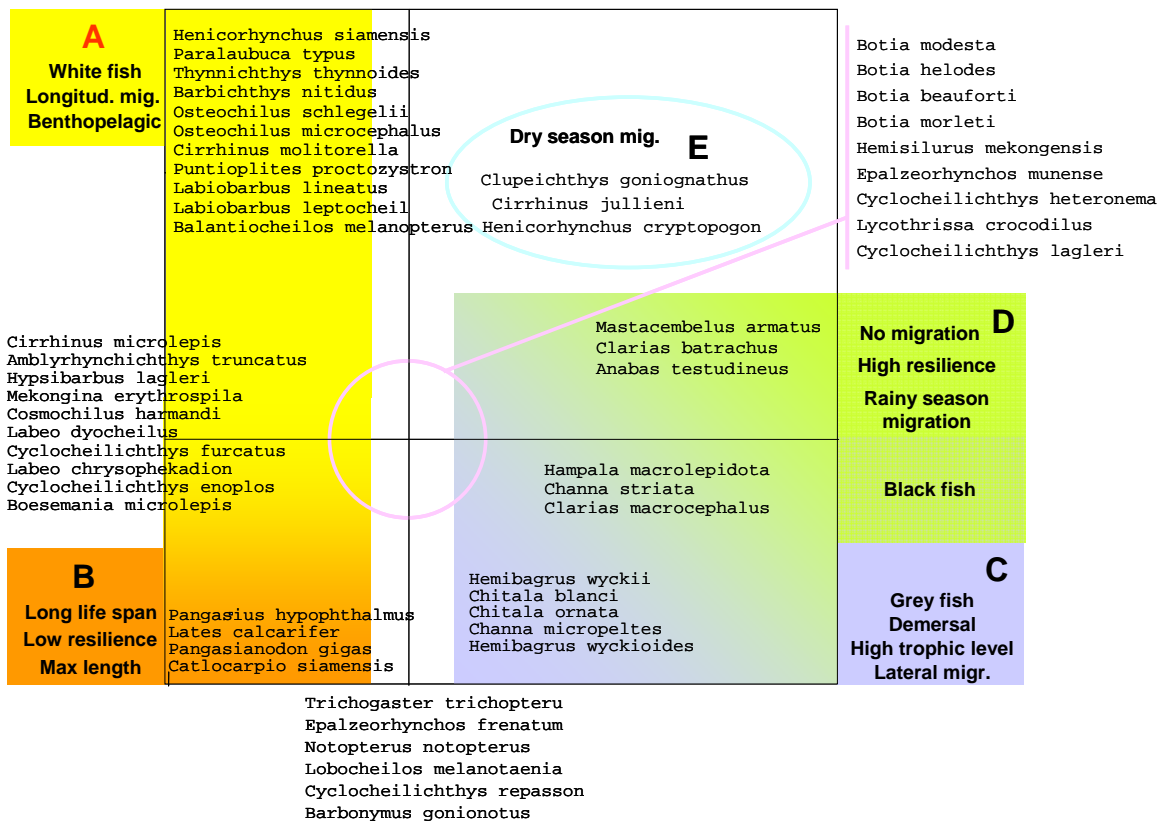 A
White fish
Longitud. mig.
Benthopelagic
Henicorhynchus siamensis
Paralaubuca typus
Thynnichthys thynnoides
Barbichthys nitidus
Osteochilus schlegelii
Osteochilus microcephalus
Cirrhinus molitorella
Puntioplites proctozystron
Labiobarbus lineatus
Labiobarbus leptocheil
Balantiocheilos melanopterus
Dry season mig.
E
Clupeichthys goniognathus
Cirrhinus jullieni
Henicorhynchus cryptopogon
Botia modesta
Botia helodes
Botia beauforti
Botia morleti
Hemisilurus mekongensis
Epalzeorhynchos munense
Cyclocheilichthys heteronema
Lycothrissa crocodilus
Cyclocheilichthys lagleri
Cirrhinus microlepis
Amblyrhynchichthys truncatus
Hypsibarbus lagleri
Mekongina erythrospila
Cosmochilus harmandi
Labeo dyocheilus
Cyclocheilichthys furcatus
Labeo chrysophekadion
Cyclocheilichthys enoplos
Boesemania microlepis
Mastacembelus armatus
Clarias batrachus
Anabas testudineus
D
No migration
High resilience
Rainy season
migration
Black fish
Hampala macrolepidota
Channa striata
Clarias macrocephalus
B
Long life span
Low resilience
Max length
Pangasius hypophthalmus
Lates calcarifer
Pangasianodon gigas
Catlocarpio siamensis
Hemibagrus wyckii
Chitala blanci
Chitala ornata
Channa micropeltes
Hemibagrus wyckioides
C
Grey fish
Demersal
High trophic level
Lateral migr.
Trichogaster trichopteru
Epalzeorhynchos frenatum
Notopterus notopterus
Lobocheilos melanotaenia
Cyclocheilichthys repasson
Barbonymus gonionotus